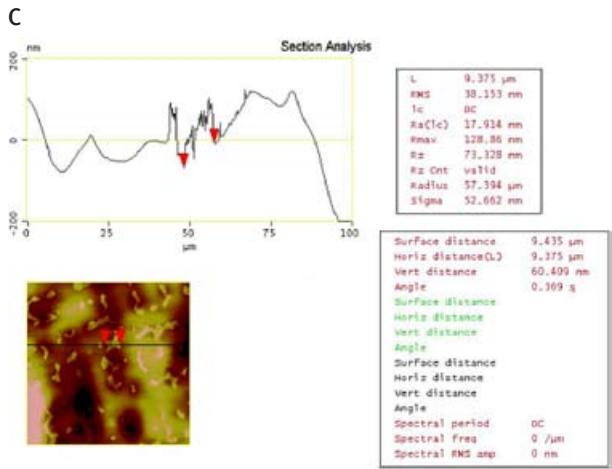 C
Section Analysis
nm
200
0
-200
0
25
50
75
100
µm
L 9.375 µm
RMS 38.153 nm
lc DC
Ra(lc) 17.914 nm
Rmax 128.86 nm
Rz 73.328 nm
Rz Cnt valid
Radius 57.394 µm
Sigma 52.662 nm
Surface distance 9.435 µm
Horiz distance(L) 9.375 µm
Vert distance 60.409 nm
Angle 0.369 s
Surface distance
Horiz distance
Vert distance
Angle
Surface distance
Horiz distance
Vert distance
Angle
Spectral period DC
Spectral freq 0 /µm
Spectral RMS amp 0 nm